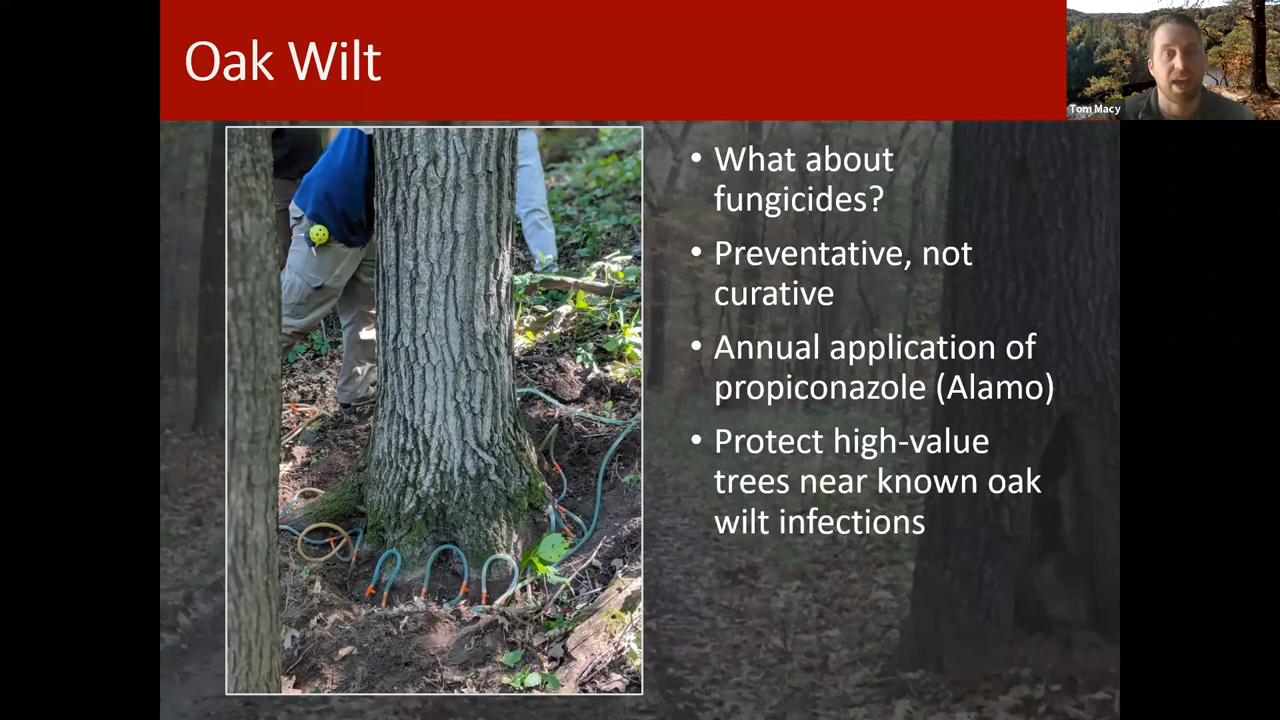 Oak Wilt
Tom Macy
• What about
fungicides?
• Preventative, not
curative
• Annual application of
propiconazole (Alamo)
• Protect high-value
trees near known oak
wilt infections